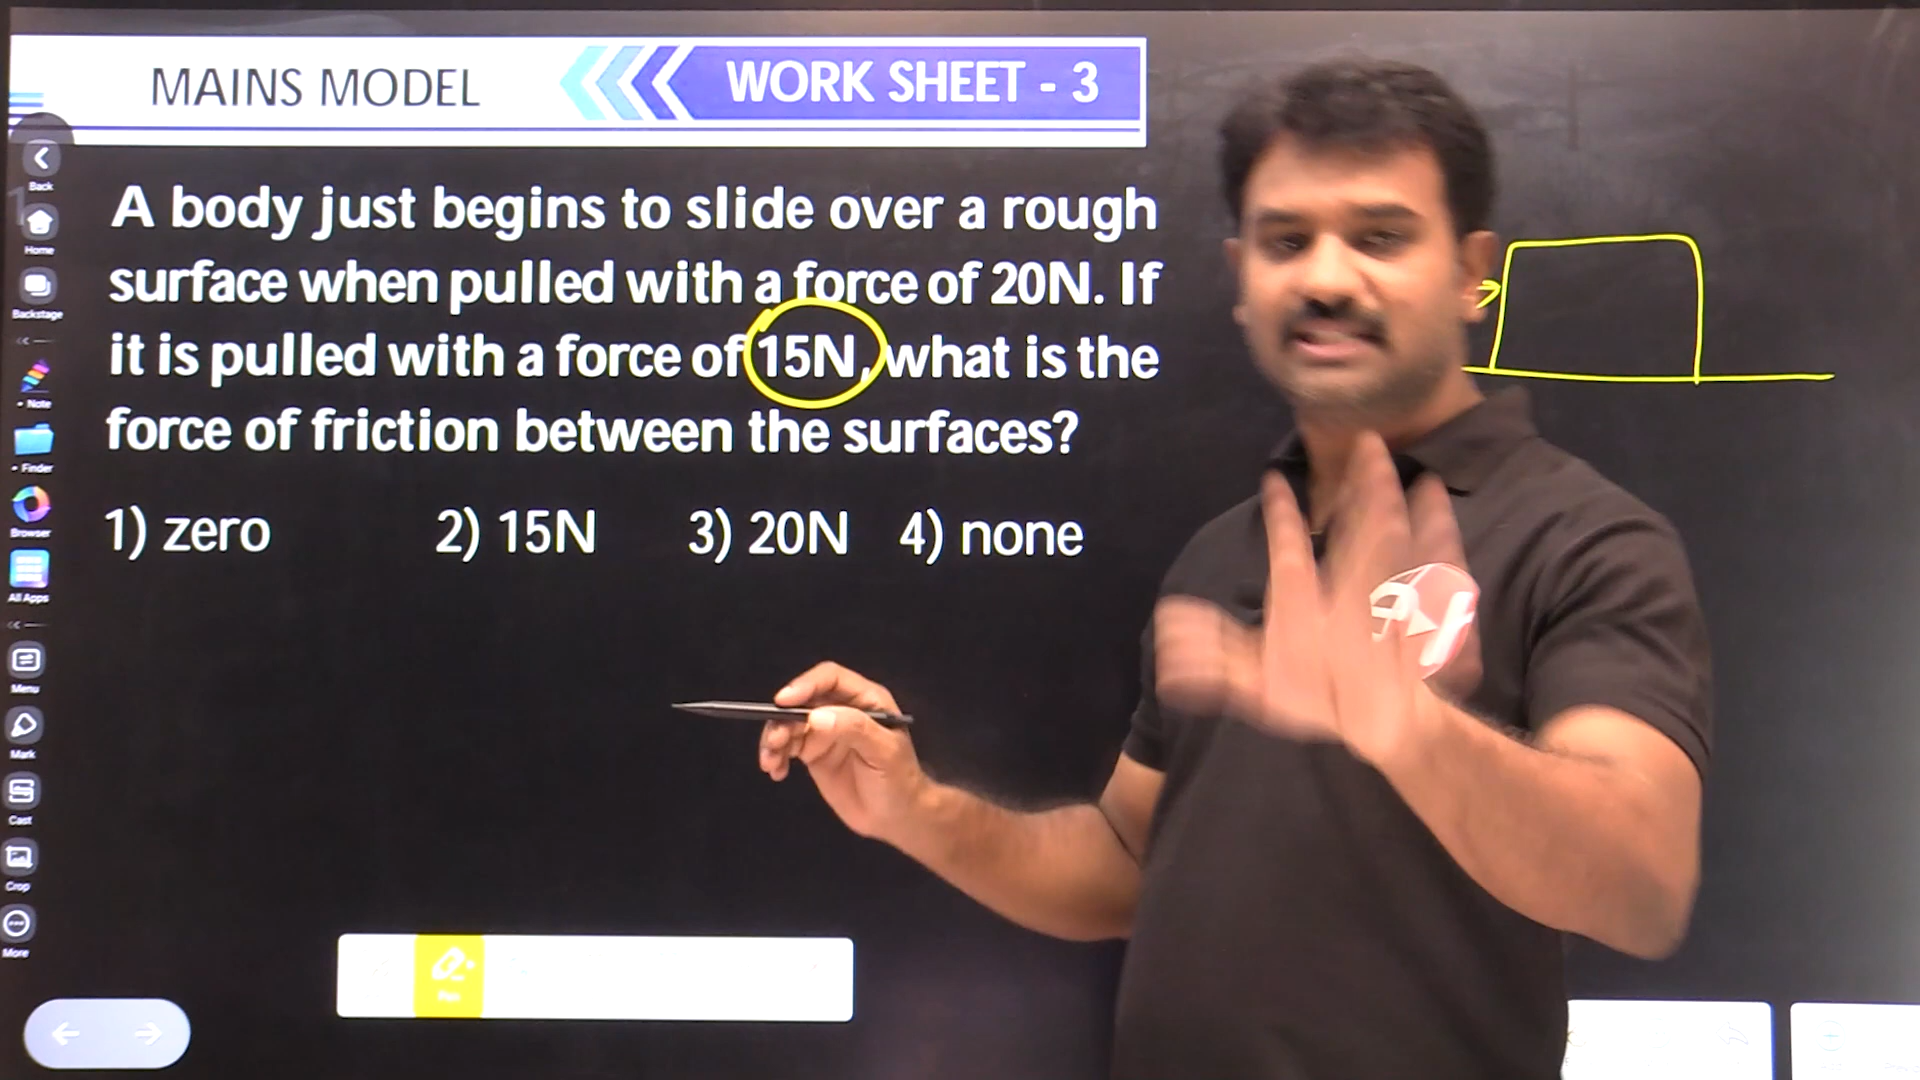 MAINS MODEL
WORK SHEET - 3
A body just begins to slide over a rough
surface when pulled with a force of 20N. If
it is pulled with a force of 15N, what is the
force of friction between the surfaces?
1) zero 2) 15N 3) 20N 4) none
Back
Home
Backstage
• Note
• Finder
Browser
All Apps
Menu
Mark
Cast
Crop
More
Pen